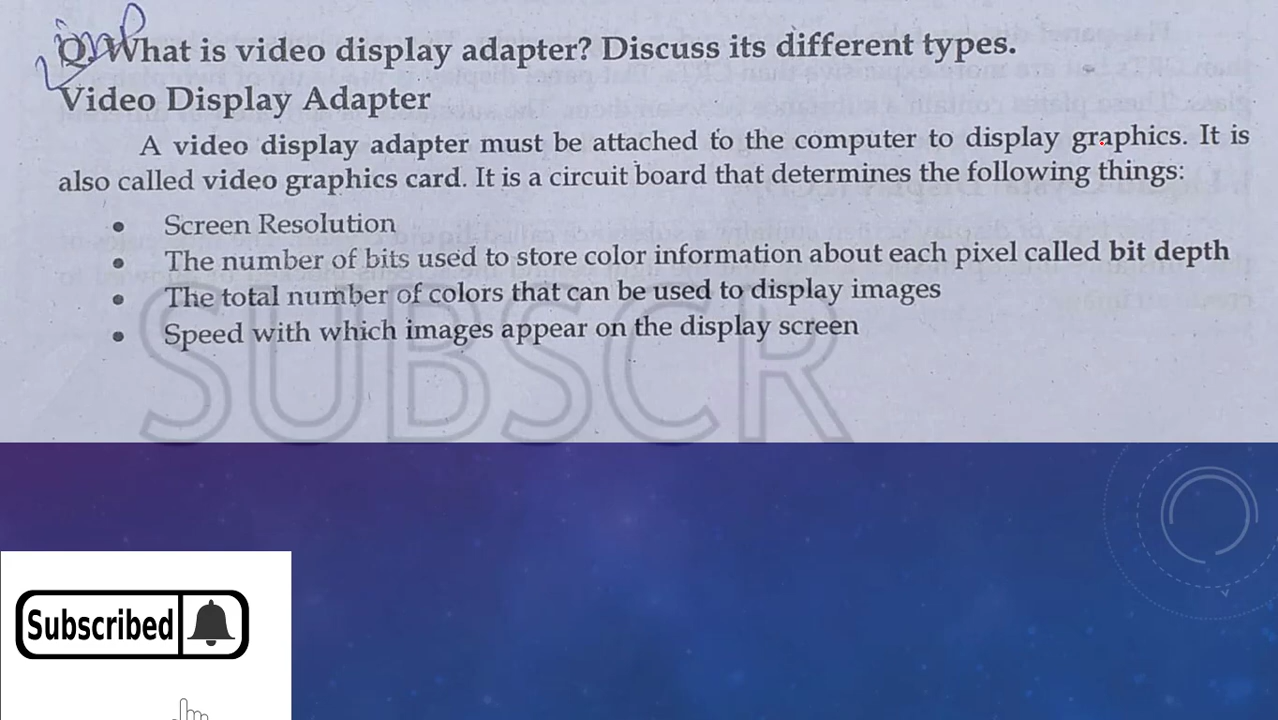 imp
Q. What is video display adapter? Discuss its different types.
Video Display Adapter
A video display adapter must be attached to the computer to display graphics. It is
also called video graphics card. It is a circuit board that determines the following things:
• Screen Resolution
• The number of bits used to store color information about each pixel called bit depth
• The total number of colors that can be used to display images
• Speed with which images appear on the display screen
SUBSCR
Subscribed